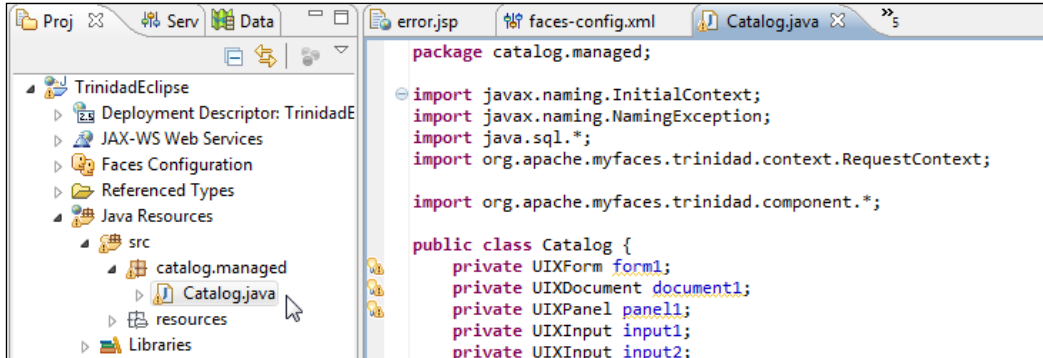 Proj Serv Data
TrinidadEclipse
2.5 Deployment Descriptor: TrinidadE
JAX-WS Web Services
Faces Configuration
Referenced Types
Java Resources
src
catalog.managed
Catalog.java
resources
Libraries
error.jsp faces-config.xml Catalog.java »5
package catalog.managed;
import javax.naming.InitialContext;
import javax.naming.NamingException;
import java.sql.*;
import org.apache.myfaces.trinidad.context.RequestContext;
import org.apache.myfaces.trinidad.component.*;
public class Catalog {
private UIXForm form1;
private UIXDocument document1;
private UIXPanel panel1;
private UIXInput input1;
private UIXInput input2;